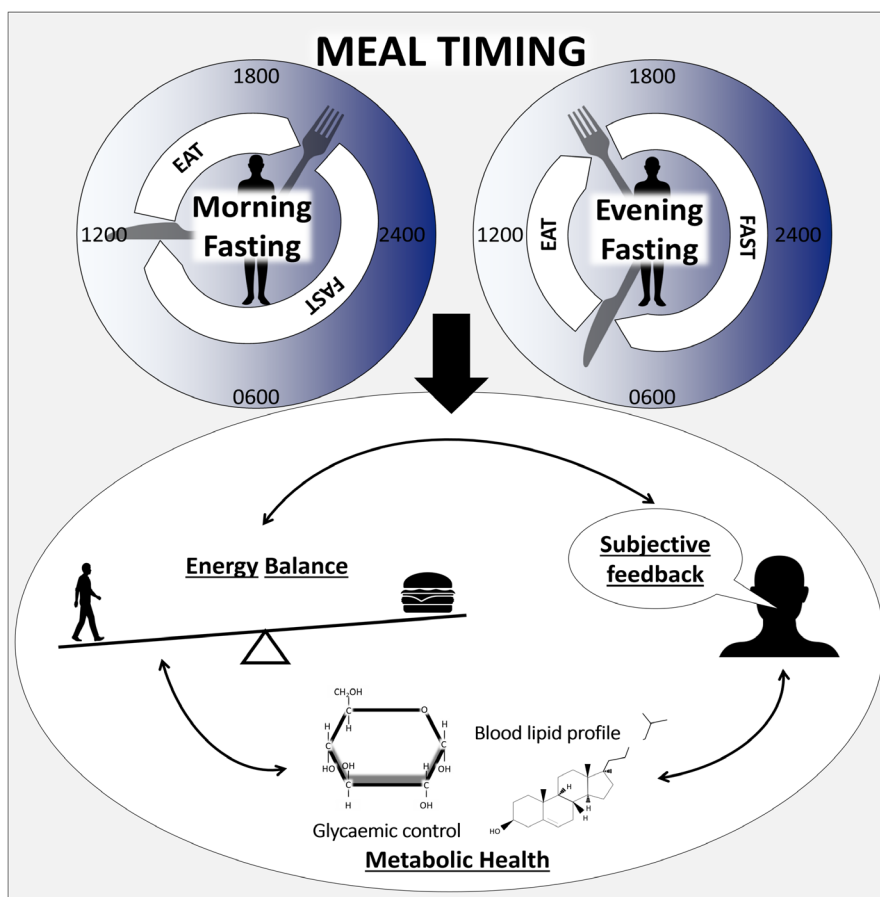 MEAL TIMING
1800
EAT
Morning
Fasting
1200
2400
FAST
0600
1800
EAT
Evening
Fasting
1200
2400
FAST
0600
Energy Balance
Subjective
feedback
CH₂OH
C
O
H
H
H
C
C
OH
H
HO
OH
C
C
H
OH
Blood lipid profile
H
H
H
H
HO
Glycaemic control
Metabolic Health